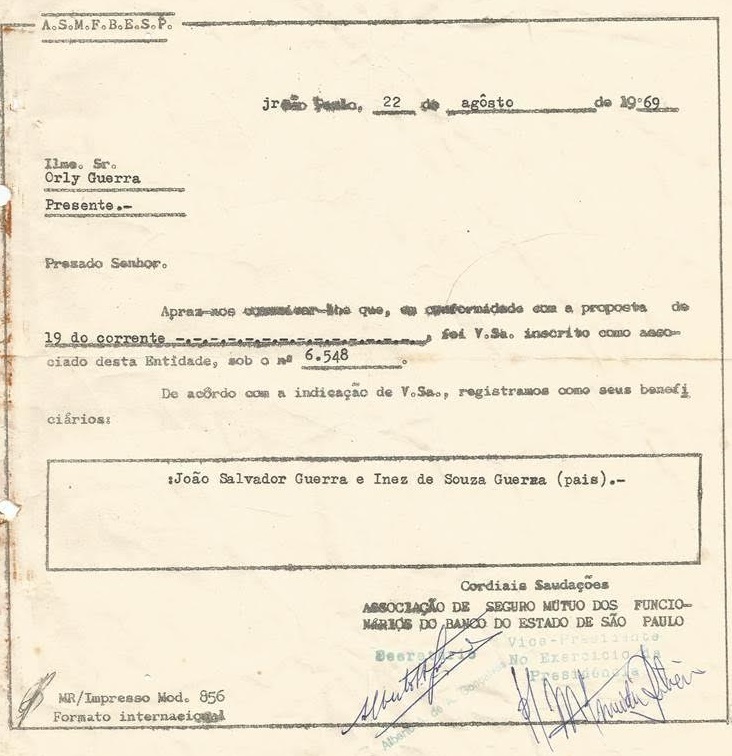 A.S.M.F.B.E.S.P.
jr São Paulo, 22 de agôsto de 1969
Ilmo. Sr.
Orly Guerra
Presente.-
Prezado Senhor.
Apraz-nos comunicar-lhe que, em conformidade com a proposta de
19 do corrente -.-.-.-.-.-.-.-.-.-.-.-.-.-., foi V.Sa. inscrito como asso-
ciado desta Entidade, sob o nº 6.548.
De acôrdo com a indicação de V.Sa., registramos como seus benefi
ciários:
:João Salvador Guerra e Inez de Souza Guerra (pais).-
Cordiais Saudações
ASSOCIAÇÃO DE SEGURO MÚTUO DOS FUNCIO-
NÁRIOS DO BANCO DO ESTADO DE SÃO PAULO
Secretário
Vice-Presidente
No Exercício da
Presidência
Alberto de A.
MR/Impresso Mod. 856
Formato internacional